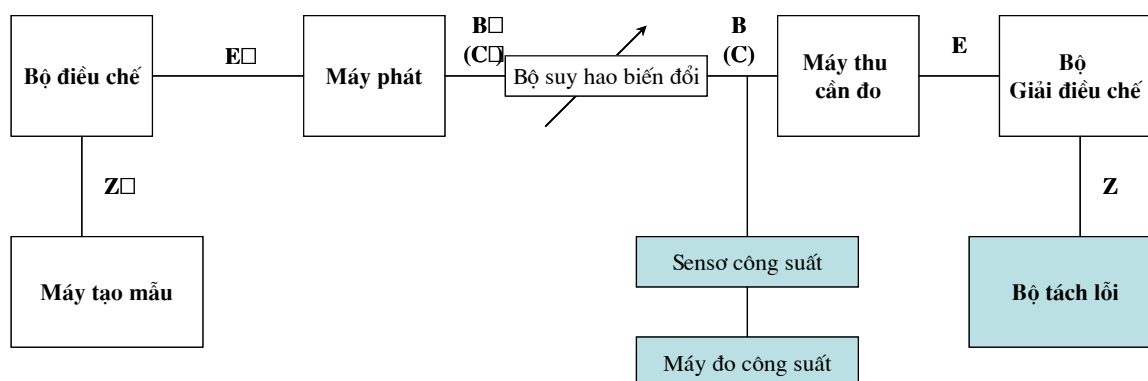 Bộ điều chế
E□
Máy phát
B□
(C□)
Bộ suy hao biến đổi
B
(C)
Máy thu
cần đo
E
Bộ
Giải điều chế
Z□
Z
Máy tạo mẫu
Sensơ công suất
Bộ tách lỗi
Máy đo công suất